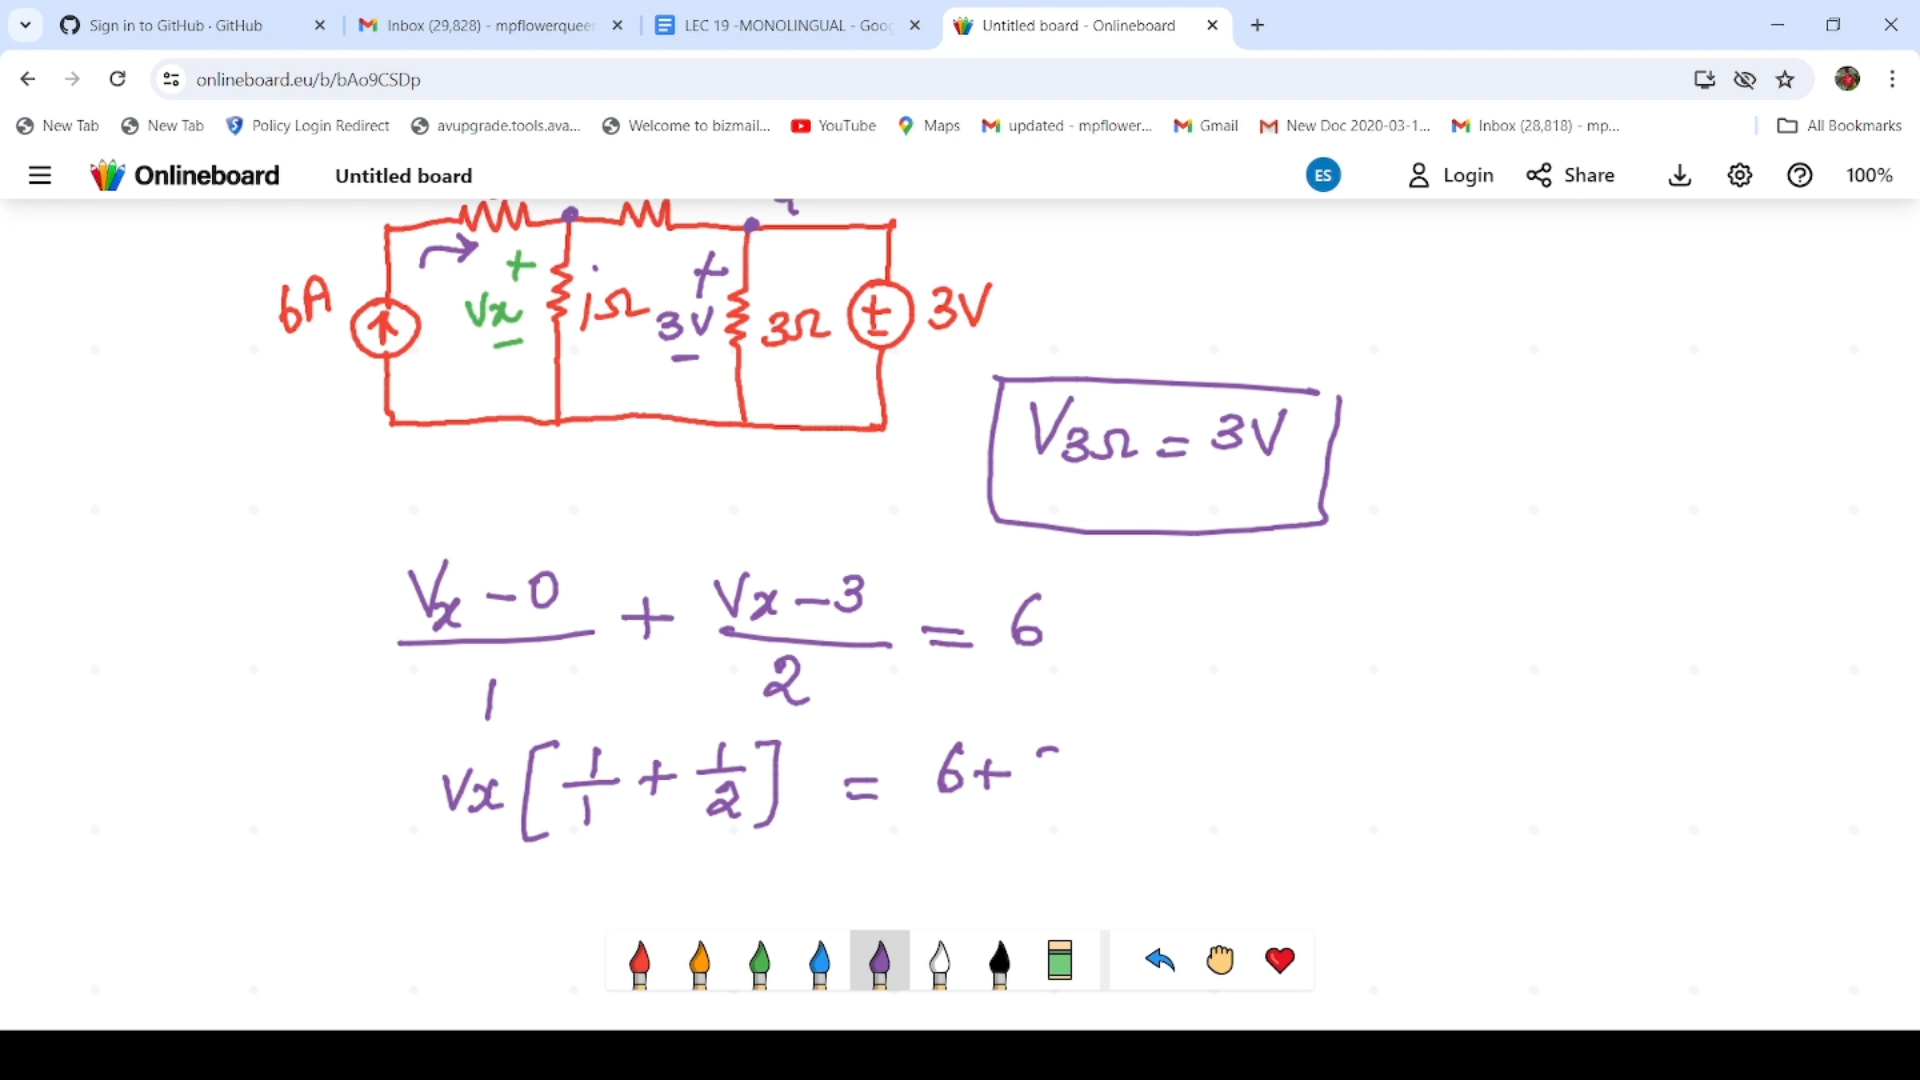 Sign in to GitHub · GitHub
Inbox (29,828) - mpflowerqueen
LEC 19 -MONOLINGUAL - Goog
Untitled board - Onlineboard
onlineboard.eu/b/bAo9CSDp
New Tab
New Tab
Policy Login Redirect
avupgrade.tools.ava...
Welcome to bizmail...
YouTube
Maps
updated - mpflower...
Gmail
New Doc 2020-03-1...
Inbox (28,818) - mp...
All Bookmarks
Onlineboard
Untitled board
ES
Login
Share
100%
6A
+
Vx
-
1Ω
+
3V
-
3Ω
3V
V3Ω = 3V
Vx - 0 / 1 + Vx - 3 / 2 = 6
Vx [ 1/1 + 1/2 ] = 6+